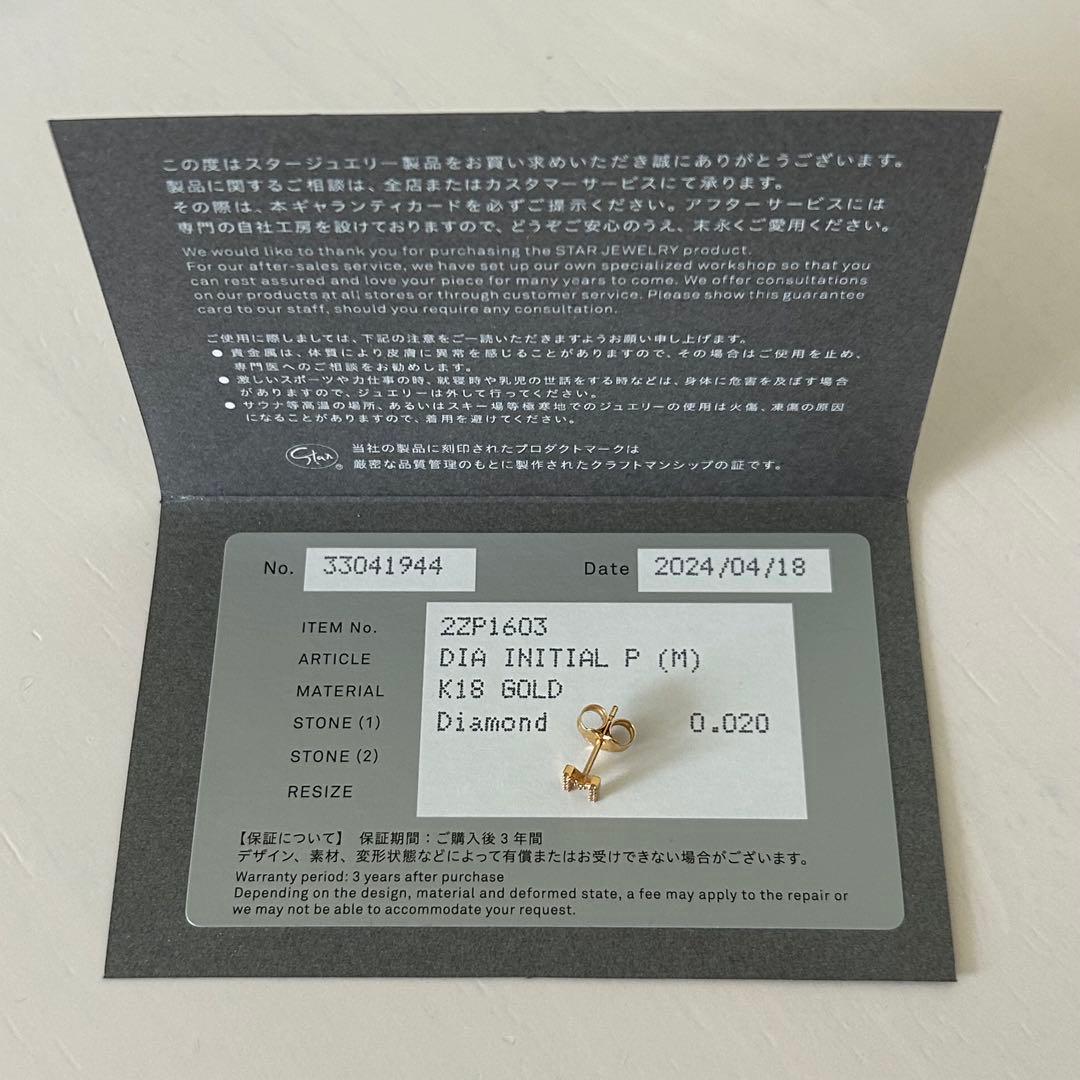 この度はスタージュエリー製品をお買い求めいただき誠にありがとうございます。
製品に関するご相談は、全店またはカスタマーサービスにて承ります。
その際は、本ギャランティカードを必ずご提示ください。アフターサービスには
専門の自社工房を設けておりますので、どうぞご安心のうえ、末永くご愛用ください。
We would like to thank you for purchasing the STAR JEWELRY product.
For our after-sales service, we have set up our own specialized workshop so that you
can rest assured and love your piece for many years to come. We offer consultations
on our products at all stores or through customer service. Please show this guarantee
card to our staff, should you require any consultation.
ご使用に際しましては、下記の注意をご一読いただきますようお願い申し上げます。
● 貴金属は、体質により皮膚に異常を感じることがありますので、その場合はご使用を止め、
専門医へのご相談をお勧めします。
● 激しいスポーツや力仕事の時、就寝時や乳児の世話をする時などは、身体に危害を及ぼす場合
がありますので、ジュエリーは外して行ってください。
● サウナ等高温の場所、あるいはスキー場等極寒地でのジュエリーの使用は火傷、凍傷の原因
になることがありますので、着用を避けてください。
Star ®
当社の製品に刻印されたプロダクトマークは
厳密な品質管理のもとに製作されたクラフトマンシップの証です。
No. 33041944 Date 2024/04/18
ITEM No. 2ZP1603
ARTICLE DIA INITIAL P (M)
MATERIAL K18 GOLD
STONE (1) Diamond 0.020
STONE (2)
RESIZE
【保証について】 保証期間：ご購入後3年間
デザイン、素材、変形状態などによって有償またはお受けできない場合がございます。
Warranty period: 3 years after purchase
Depending on the design, material and deformed state, a fee may apply to the repair or
we may not be able to accommodate your request.